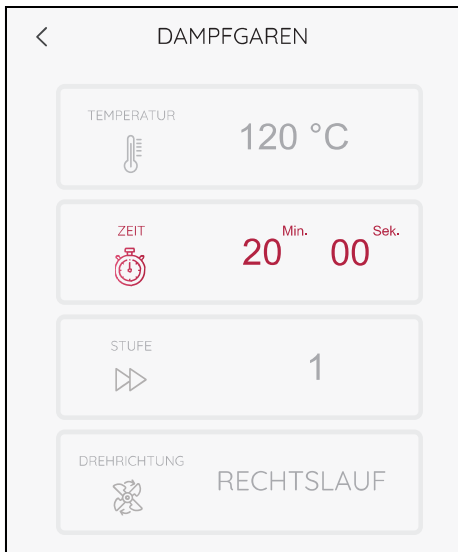 DAMPFGAREN
TEMPERATUR
120 °C
ZEIT
20 Min. 00 Sek.
STUFE
1
DREHRICHTUNG
RECHTSLAUF